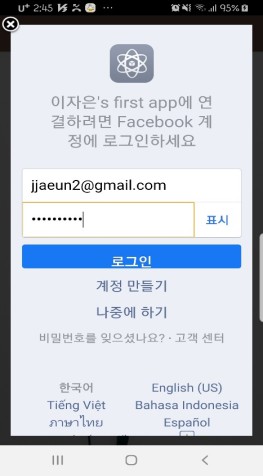 U+ 2:45 95%
이자은's first app에 연
결하려면 Facebook 계
정에 로그인하세요
jjaeun2@gmail.com
••••••••••
표시
로그인
계정 만들기
나중에 하기
비밀번호를 잊으셨나요? · 고객 센터
한국어 English (US)
Tiếng Việt Bahasa Indonesia
ภาษาไทย Español